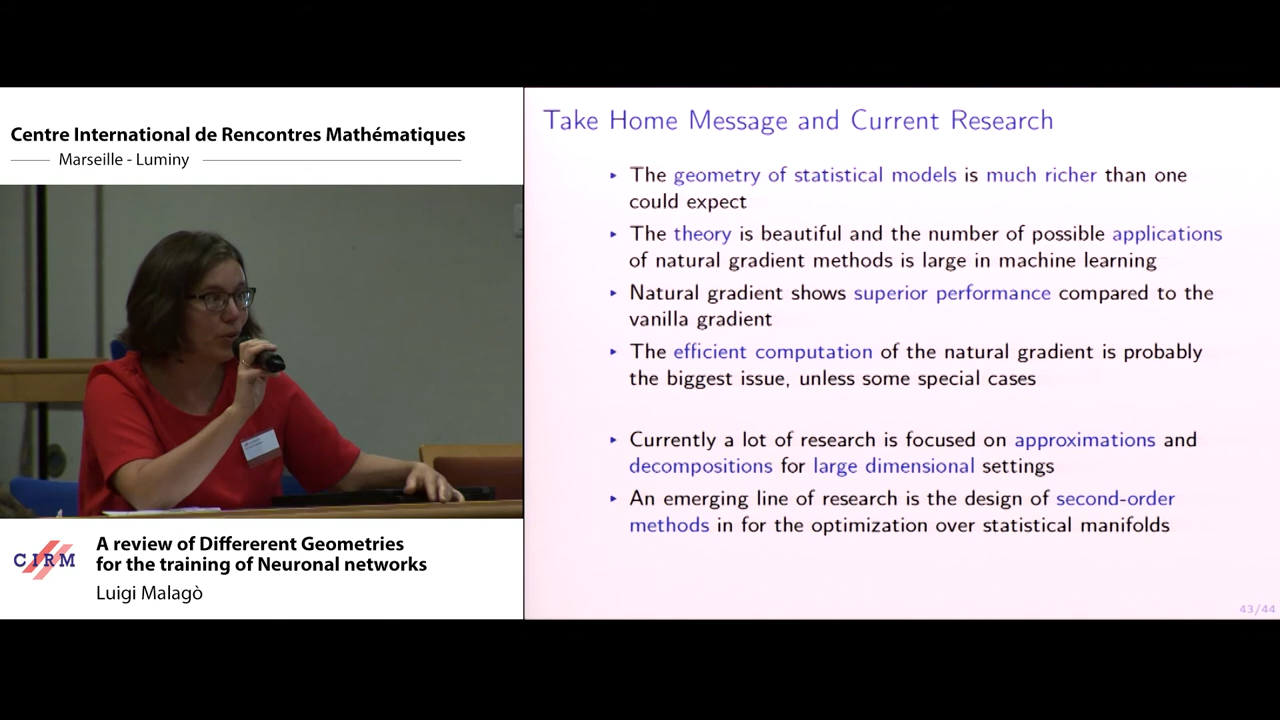 Centre International de Rencontres Mathématiques
Marseille - Luminy
CIRM
A review of Differerent Geometries
for the training of Neuronal networks
Luigi Malagò
Take Home Message and Current Research
The geometry of statistical models is much richer than one
could expect
The theory is beautiful and the number of possible applications
of natural gradient methods is large in machine learning
Natural gradient shows superior performance compared to the
vanilla gradient
The efficient computation of the natural gradient is probably
the biggest issue, unless some special cases
Currently a lot of research is focused on approximations and
decompositions for large dimensional settings
An emerging line of research is the design of second-order
methods in for the optimization over statistical manifolds
43/44